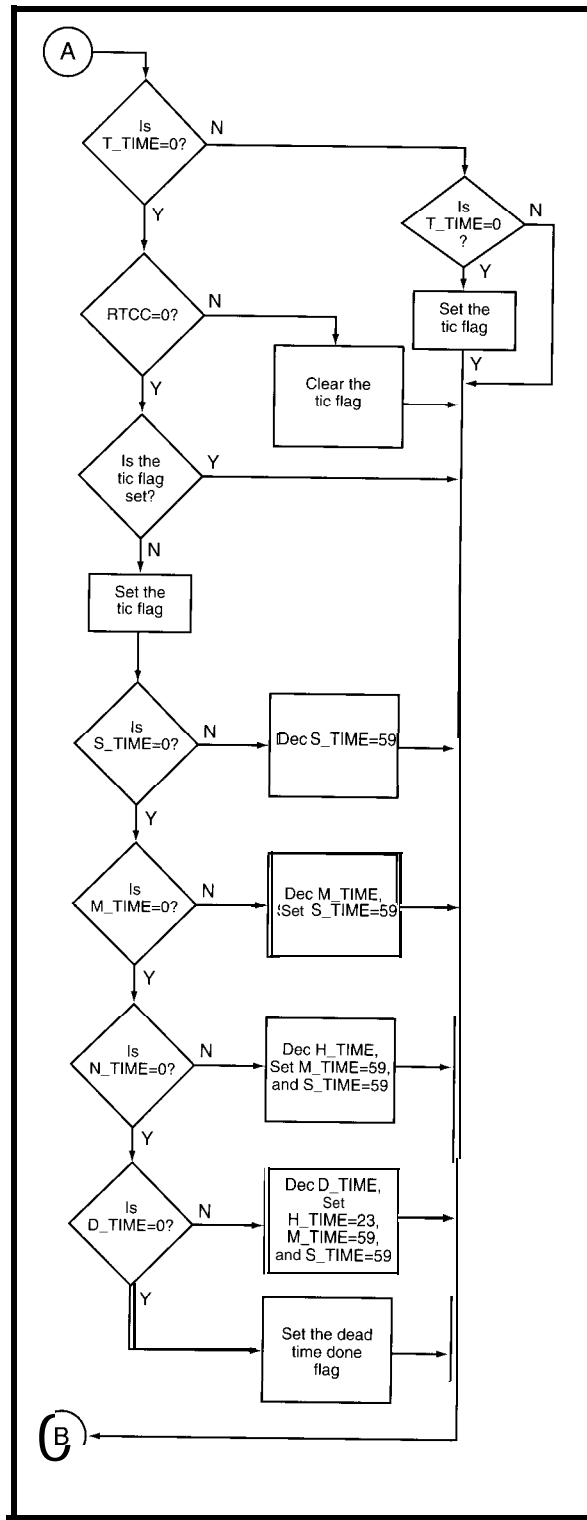 A
Is
T_TIME=0?
N
Y
Is
T_TIME=0
?
N
Y
Set the
tic flag
Y
RTCC=0?
N
Y
Clear the
tic flag
Is the
tic flag
set?
Y
N
Set the
tic flag
Is
S_TIME=0?
N
Dec S_TIME=59
Y
Is
M_TIME=0?
N
Dec M_TIME,
Set S_TIME=59
Y
Is
N_TIME=0?
N
Dec H_TIME,
Set M_TIME=59,
and S_TIME=59
Y
Is
D_TIME=0?
N
Dec D_TIME,
Set
H_TIME=23,
M_TIME=59,
and S_TIME=59
Y
Set the dead
time done
flag
B